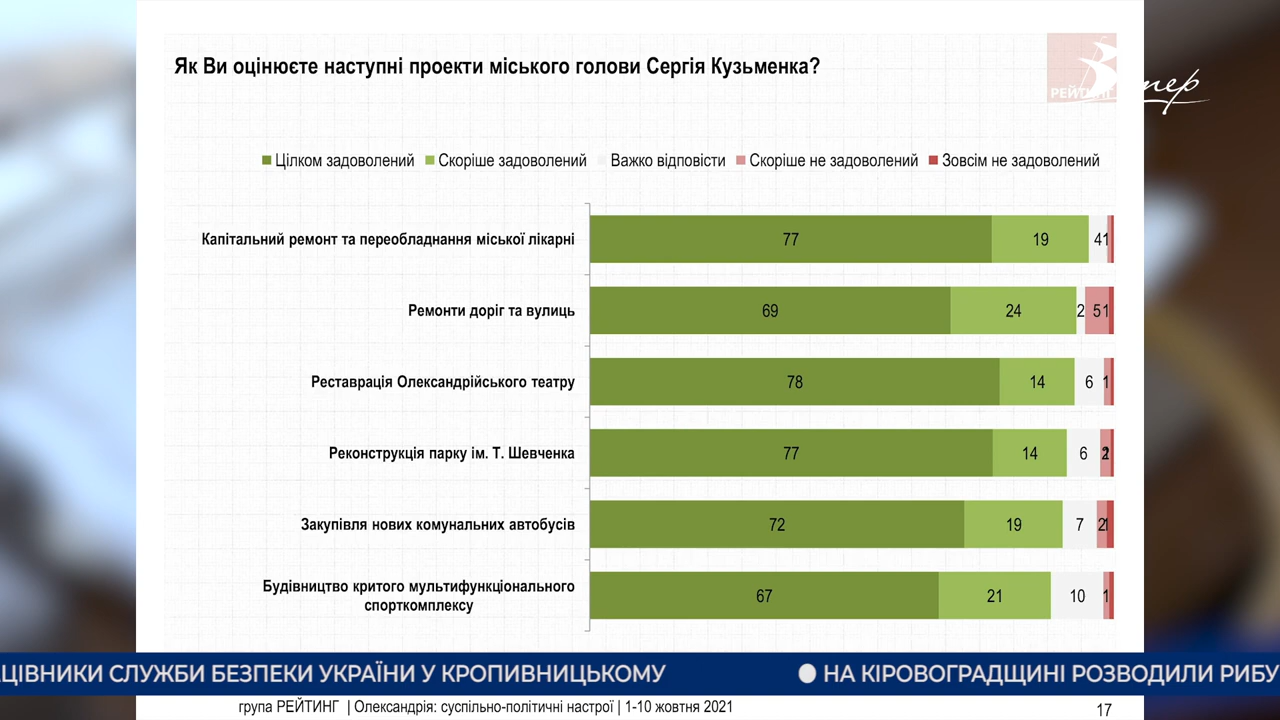 Як Ви оцінюєте наступні проекти міського голови Сергія Кузьменка?
РЕЙТИНГ
Цілком задоволений Скоріше задоволений Важко відповісти Скоріше не задоволений Зовсім не задоволений
Капітальний ремонт та переобладнання міської лікарні 77 19 4 1
Ремонти доріг та вулиць 69 24 2 5 1
Реставрація Олександрійського театру 78 14 6 1
Реконструкція парку ім. Т. Шевченка 77 14 6 2 1
Закупівля нових комунальних автобусів 72 19 7 2 1
Будівництво критого мультифункціонального
спорткомплексу 67 21 10 1
ЦІВНИКИ СЛУЖБИ БЕЗПЕКИ УКРАЇНИ У КРОПИВНИЦЬКОМУ НА КІРОВОГРАДЩИНІ РОЗВОДИЛИ РИБУ
група РЕЙТИНГ | Олександрія: суспільно-політичні настрої | 1-10 жовтня 2021 17